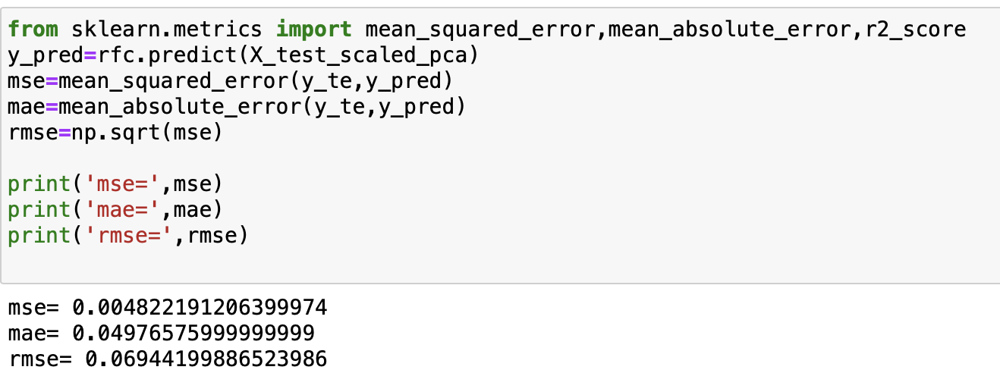 from sklearn.metrics import mean_squared_error,mean_absolute_error,r2_score
y_pred=rfc.predict(X_test_scaled_pca)
mse=mean_squared_error(y_te,y_pred)
mae=mean_absolute_error(y_te,y_pred)
rmse=np.sqrt(mse)
print('mse=',mse)
print('mae=',mae)
print('rmse=',rmse)
mse= 0.004822191206399974
mae= 0.04976575999999999
rmse= 0.06944199886523986